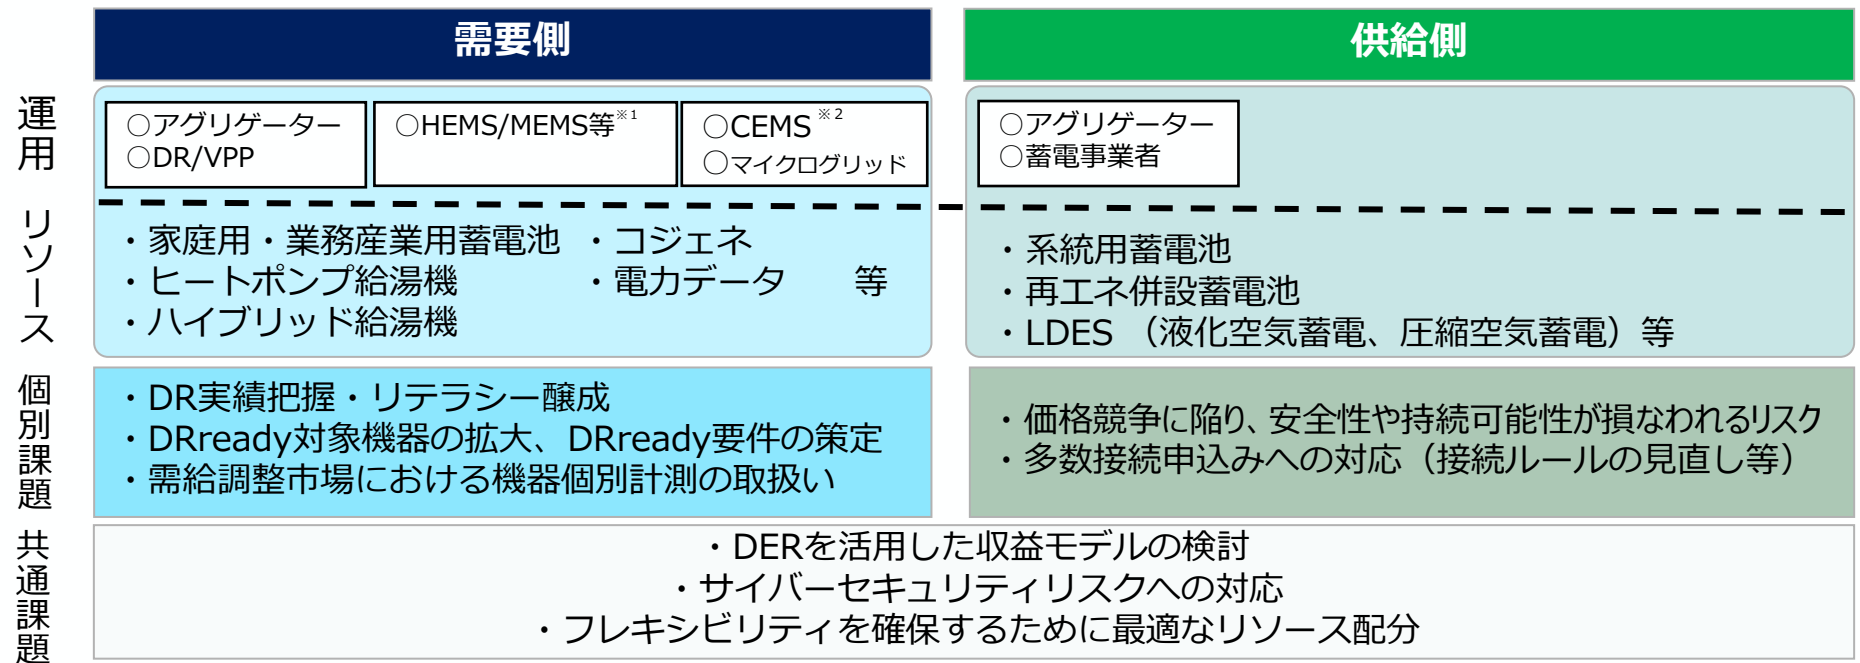 需要側
供給側
運用
○アグリゲーター
○DR/VPP
○HEMS/MEMS等※1
○CEMS※2
○マイクログリッド
○アグリゲーター
○蓄電事業者
リソース
・家庭用・業務産業用蓄電池 ・コジェネ
・ヒートポンプ給湯機 ・電力データ 等
・ハイブリッド給湯機
・系統用蓄電池
・再エネ併設蓄電池
・LDES （液化空気蓄電、圧縮空気蓄電）等
個別課題
・DR実績把握・リテラシー醸成
・DRready対象機器の拡大、DRready要件の策定
・需給調整市場における機器個別計測の取扱い
・価格競争に陥り、安全性や持続可能性が損なわれるリスク
・多数接続申込みへの対応（接続ルールの見直し等）
共通課題
・DERを活用した収益モデルの検討
・サイバーセキュリティリスクへの対応
・フレキシビリティを確保するために最適なリソース配分